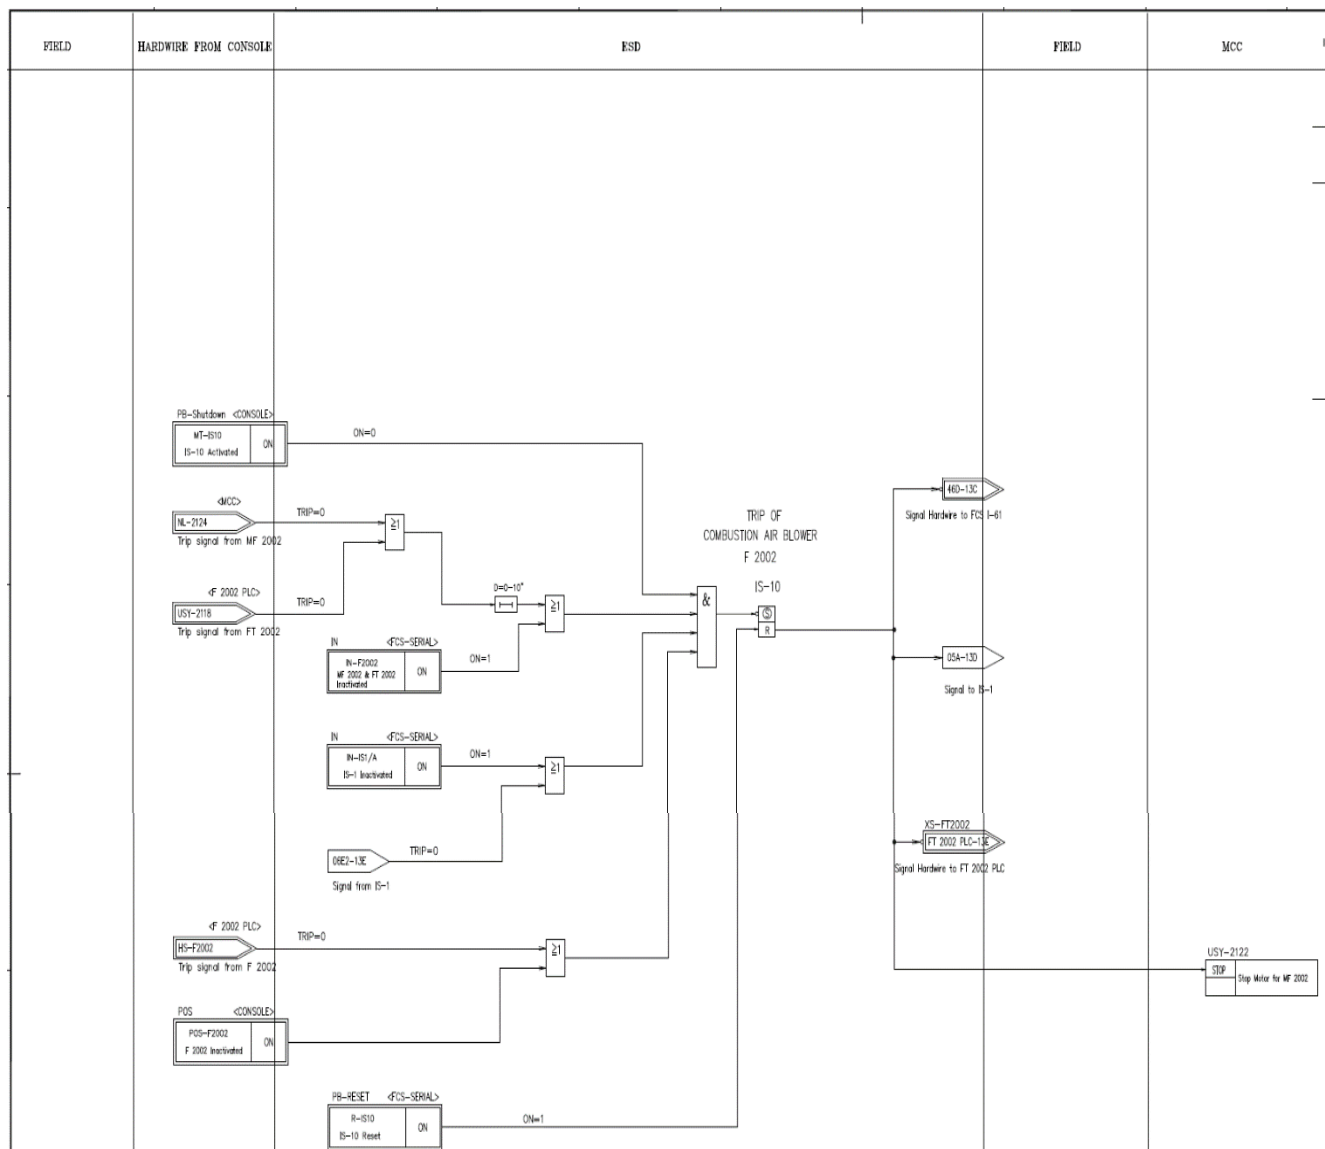 FIELD
HARDWIRE FROM CONSOLE
ESD
FIELD
MCC
PB-Shutdown <CONSOLE>
MT-IS10
IS-10 Activated
ON
ON=0
<MCC>
NL-2124
TRIP=0
Trip signal from MF 2002
≥1
<F 2002 PLC>
USY-2118
TRIP=0
Trip signal from FT 2002
D=0-10"
≥1
IN <FCS-SERIAL>
IN-F2002
MF 2002 & FT 2002
Inactivated
ON
ON=1
IN <FCS-SERIAL>
IN-IS1/A
IS-1 Inactivated
ON
ON=1
≥1
06E2-13E
TRIP=0
Signal from IS-1
<F 2002 PLC>
HS-F2002
TRIP=0
Trip signal from F 2002
≥1
POS <CONSOLE>
POS-F2002
F 2002 Inactivated
ON
PB-RESET <FCS-SERIAL>
R-IS10
IS-10 Reset
ON
ON=1
&
TRIP OF
COMBUSTION AIR BLOWER
F 2002
IS-10
S
R
46D-13C
Signal Hardwire to FCS I-61
05A-13D
Signal to IS-1
XS-FT2002
FT 2002 PLC-13E
Signal Hardwire to FT 2002 PLC
USY-2122
STOP
Stop Motor for MF 2002